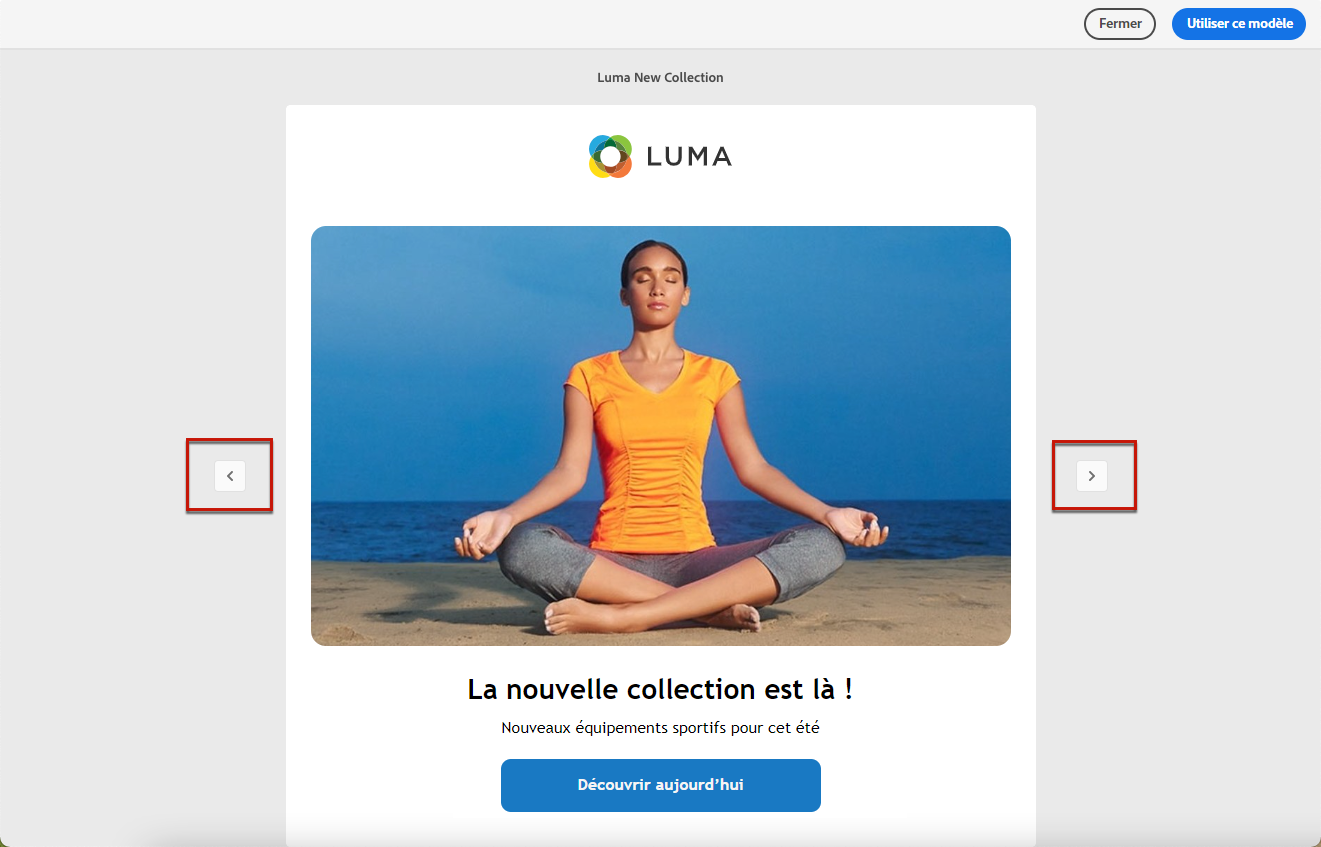 Fermer
Utiliser ce modèle
Luma New Collection
LUMA
La nouvelle collection est là !
Nouveaux équipements sportifs pour cet été
Découvrir aujourd’hui